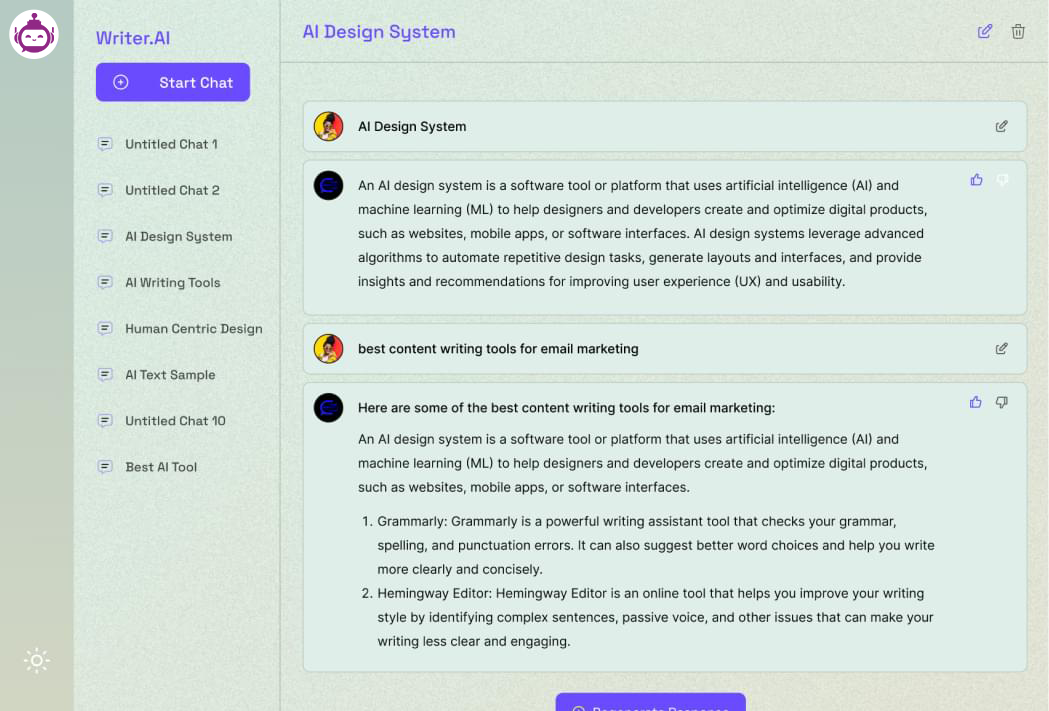 Writer.AI
Start Chat
Untitled Chat 1
Untitled Chat 2
AI Design System
AI Writing Tools
Human Centric Design
AI Text Sample
Untitled Chat 10
Best AI Tool
AI Design System
AI Design System
An AI design system is a software tool or platform that uses artificial intelligence (AI) and
machine learning (ML) to help designers and developers create and optimize digital products,
such as websites, mobile apps, or software interfaces. AI design systems leverage advanced
algorithms to automate repetitive design tasks, generate layouts and interfaces, and provide
insights and recommendations for improving user experience (UX) and usability.
best content writing tools for email marketing
Here are some of the best content writing tools for email marketing:
An AI design system is a software tool or platform that uses artificial intelligence (AI) and
machine learning (ML) to help designers and developers create and optimize digital products,
such as websites, mobile apps, or software interfaces.
1. Grammarly: Grammarly is a powerful writing assistant tool that checks your grammar,
spelling, and punctuation errors. It can also suggest better word choices and help you write
more clearly and concisely.
2. Hemingway Editor: Hemingway Editor is an online tool that helps you improve your writing
style by identifying complex sentences, passive voice, and other issues that can make your
writing less clear and engaging.
Regenerate Response